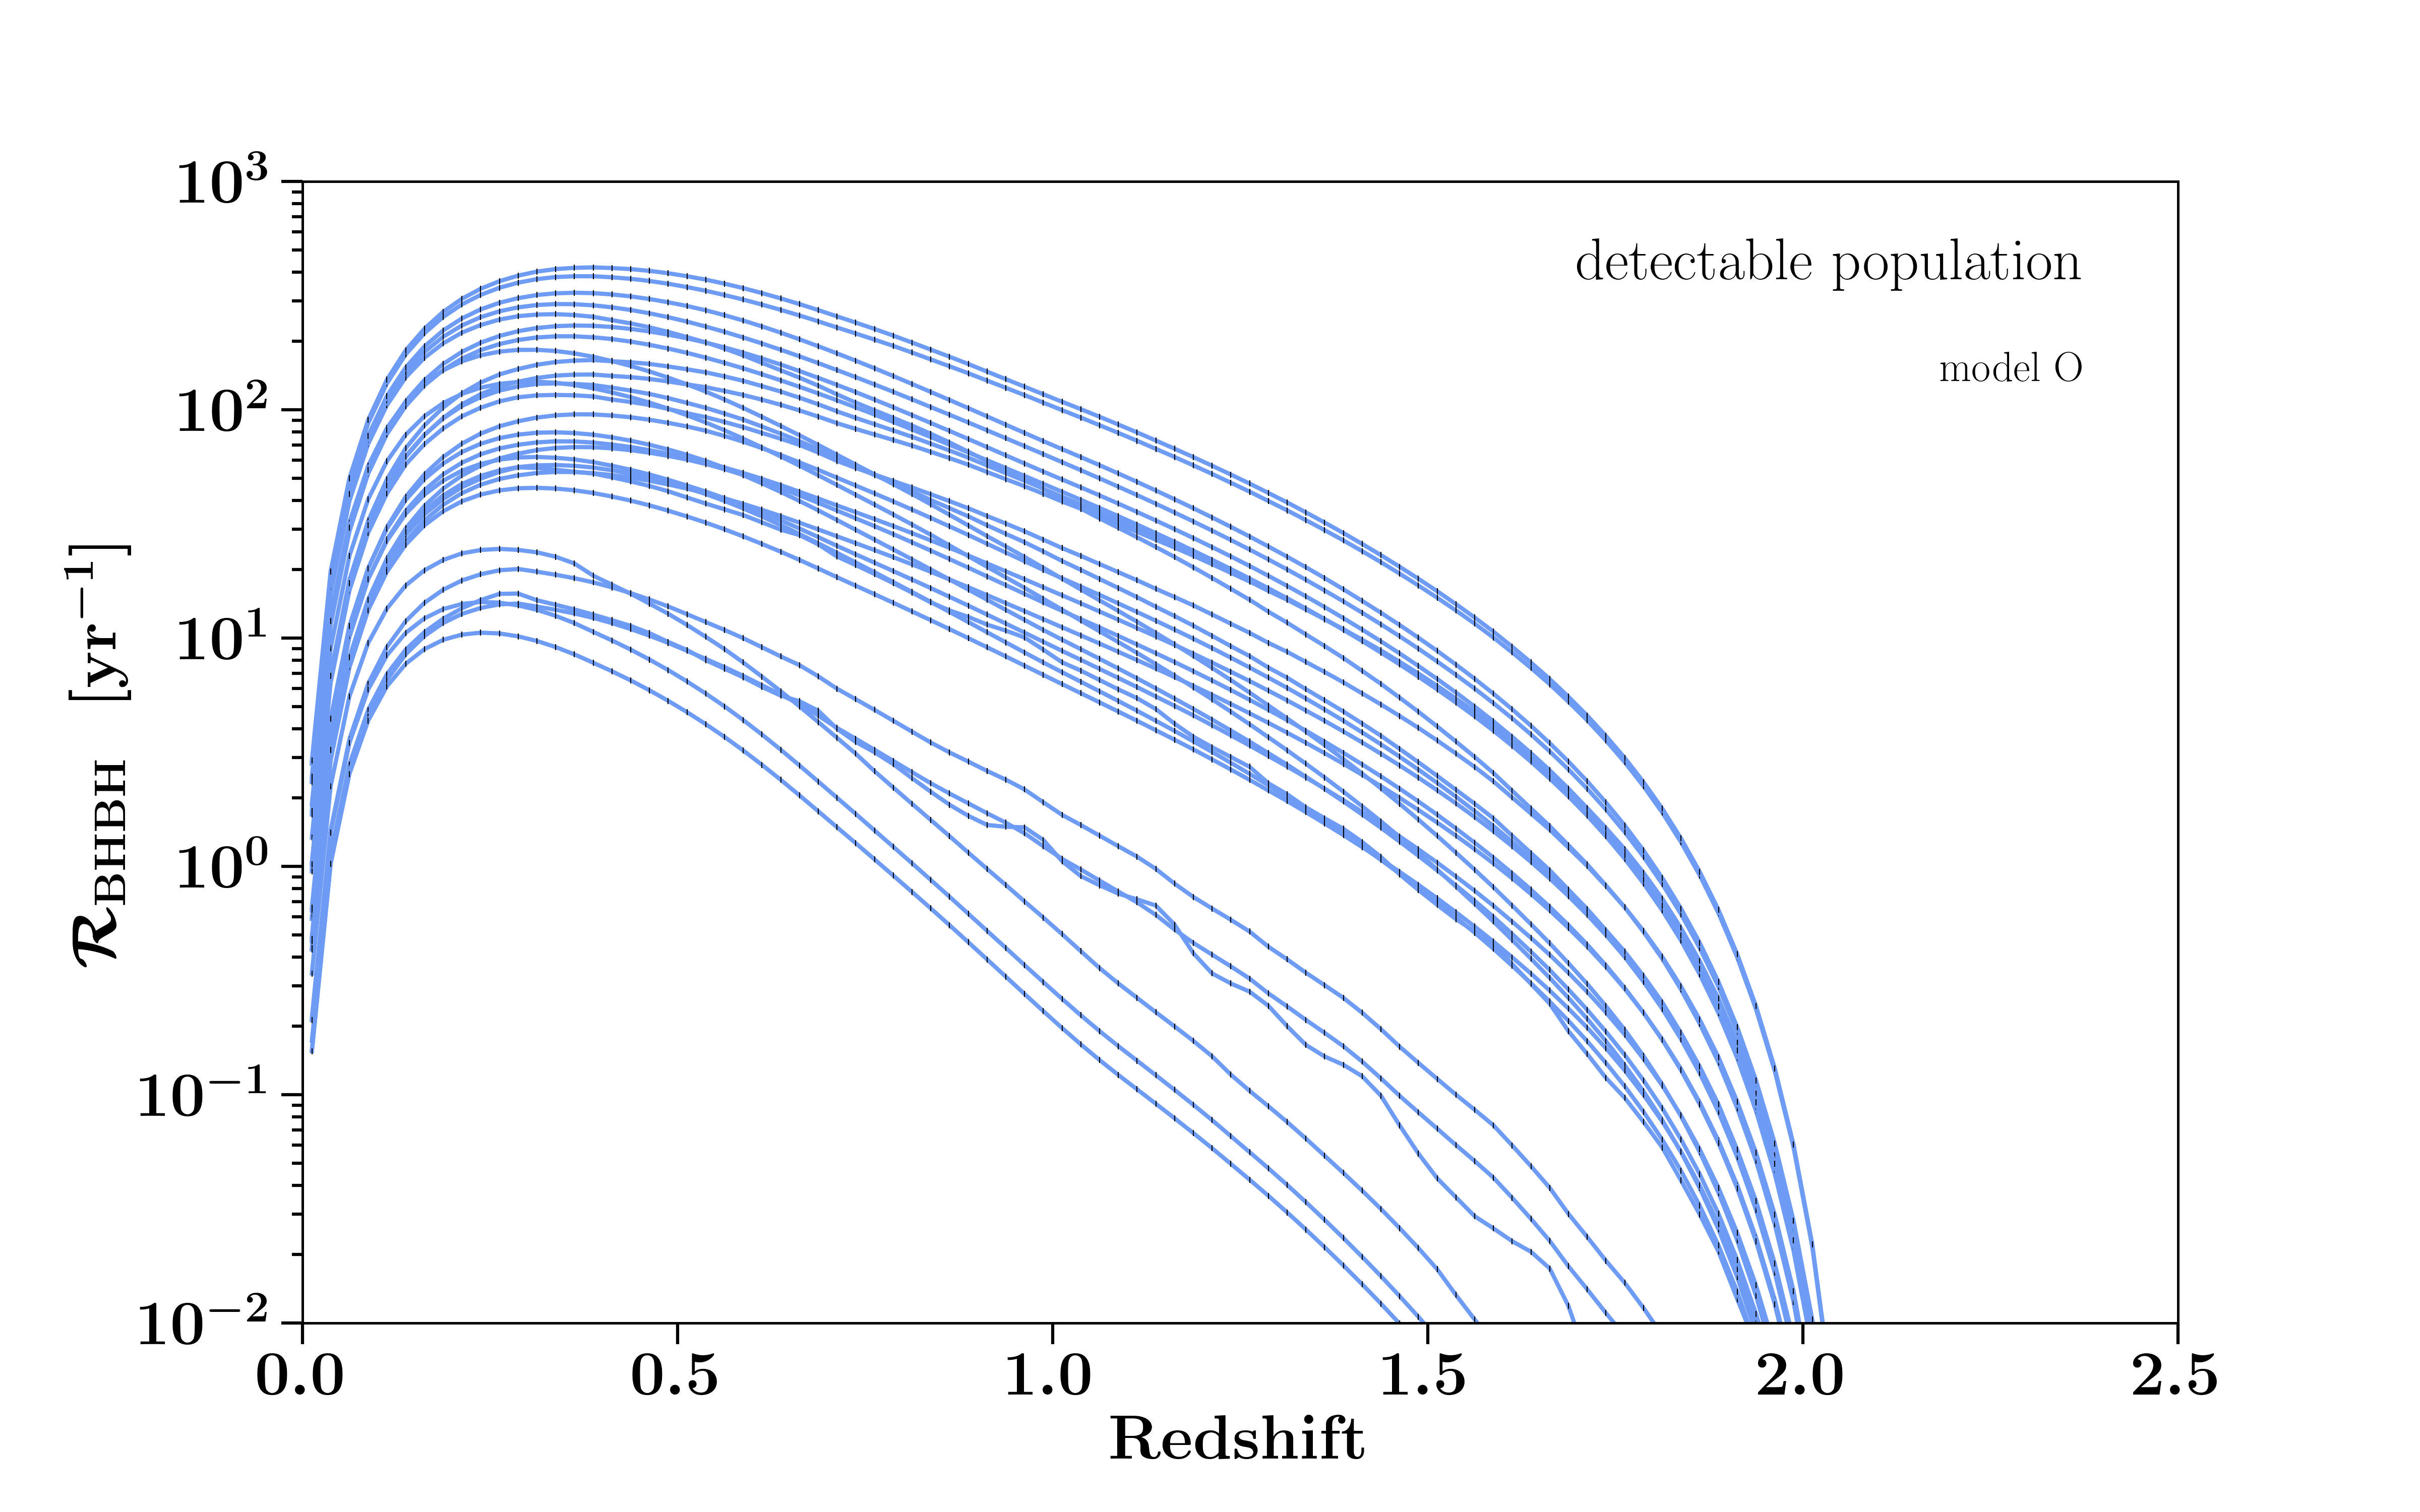 detectable population
model O
10³
10²
10¹
10⁰
10⁻¹
10⁻²
ℛ_BHBH [yr⁻¹]
0.0 0.5 1.0 1.5 2.0 2.5
Redshift